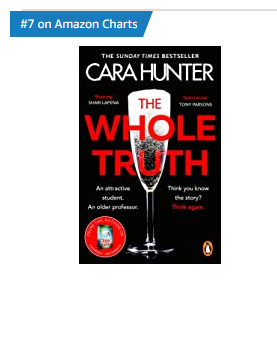 #7 on Amazon Charts
THE SUNDAY TIMES BESTSELLER
CARA HUNTER
SHARI LAPENA
TONY PARSONS
THE
WHOLE
TRUTH
An attractive
student.
An older professor.
Think you know
the story?
Think again.